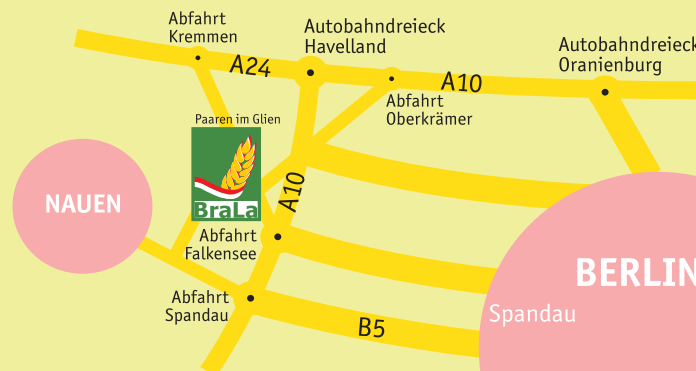 Abfahrt
Kremmen
Autobahndreieck
Havelland
Autobahndreieck
Oranienburg
A24
A10
Abfahrt
Oberkrämer
Paaren im Glien
BraLa
A10
NAUEN
Abfahrt
Falkensee
BERLIN
Abfahrt
Spandau
Spandau
B5